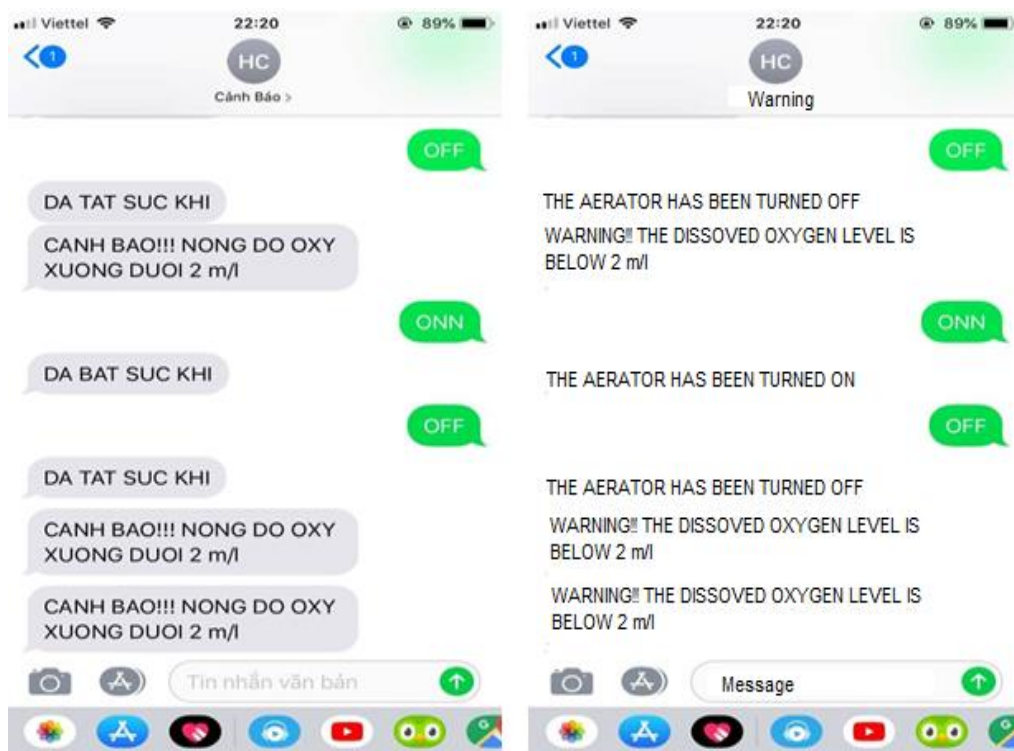 Viettel 22:20 89%
1
HC
Cảnh Báo >
OFF
DA TAT SUC KHI
CANH BAO!!! NONG DO OXY
XUONG DUOI 2 m/l
ONN
DA BAT SUC KHI
OFF
DA TAT SUC KHI
CANH BAO!!! NONG DO OXY
XUONG DUOI 2 m/l
CANH BAO!!! NONG DO OXY
XUONG DUOI 2 m/l
Tin nhắn văn bản
G
Viettel 22:20 89%
1
HC
Warning
OFF
THE AERATOR HAS BEEN TURNED OFF
WARNING!! THE DISSOVED OXYGEN LEVEL IS
BELOW 2 m/l
ONN
THE AERATOR HAS BEEN TURNED ON
OFF
THE AERATOR HAS BEEN TURNED OFF
WARNING!! THE DISSOVED OXYGEN LEVEL IS
BELOW 2 m/l
WARNING!! THE DISSOVED OXYGEN LEVEL IS
BELOW 2 m/l
Message
G